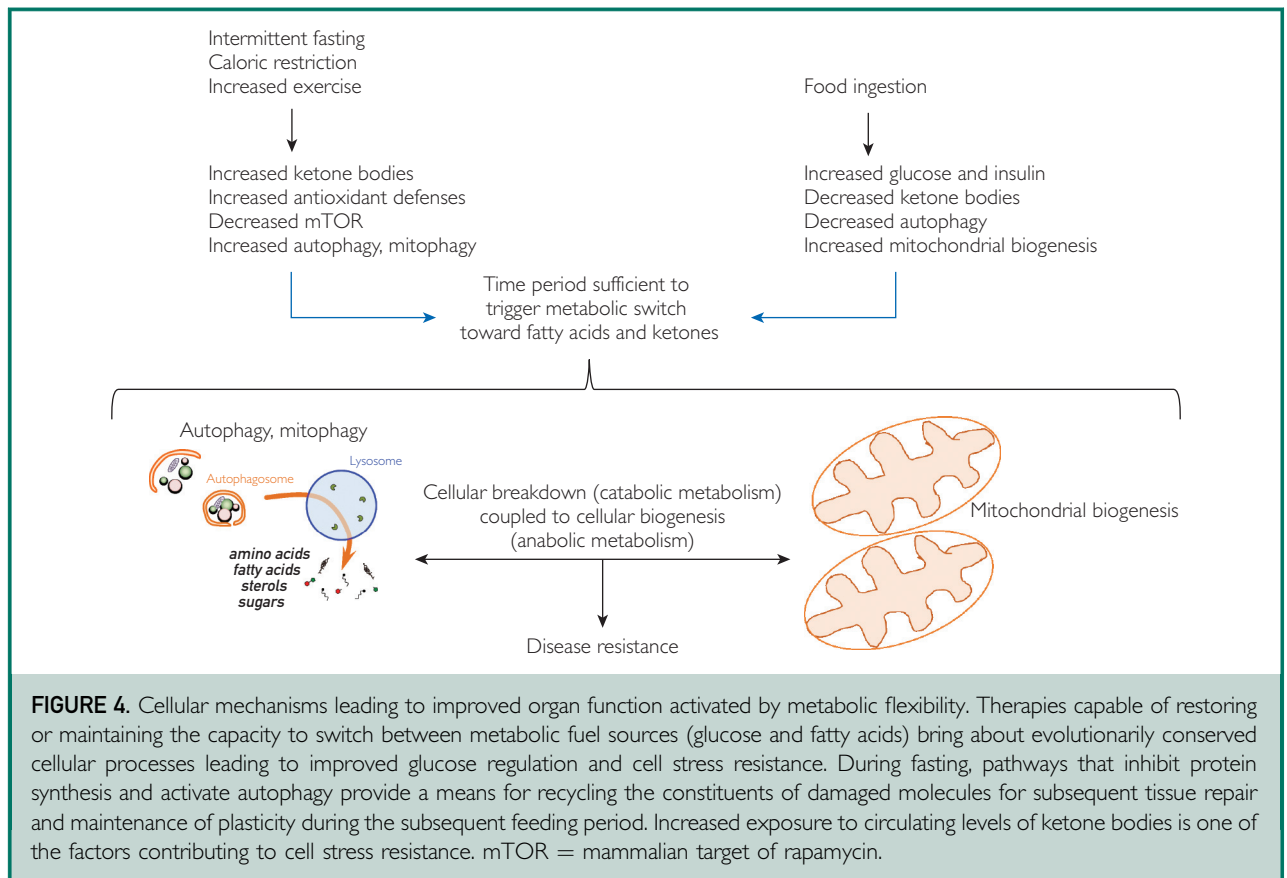 Intermittent fasting
Caloric restriction
Increased exercise
Food ingestion
Increased ketone bodies
Increased antioxidant defenses
Decreased mTOR
Increased autophagy, mitophagy
Increased glucose and insulin
Decreased ketone bodies
Decreased autophagy
Increased mitochondrial biogenesis
Time period sufficient to
trigger metabolic switch
toward fatty acids and ketones
Autophagy, mitophagy
Lysosome
Autophagosome
amino acids
fatty acids
sterols
sugars
Cellular breakdown (catabolic metabolism)
coupled to cellular biogenesis
(anabolic metabolism)
Mitochondrial biogenesis
Disease resistance
FIGURE 4. Cellular mechanisms leading to improved organ function activated by metabolic flexibility. Therapies capable of restoring
or maintaining the capacity to switch between metabolic fuel sources (glucose and fatty acids) bring about evolutionarily conserved
cellular processes leading to improved glucose regulation and cell stress resistance. During fasting, pathways that inhibit protein
synthesis and activate autophagy provide a means for recycling the constituents of damaged molecules for subsequent tissue repair
and maintenance of plasticity during the subsequent feeding period. Increased exposure to circulating levels of ketone bodies is one of
the factors contributing to cell stress resistance. mTOR = mammalian target of rapamycin.